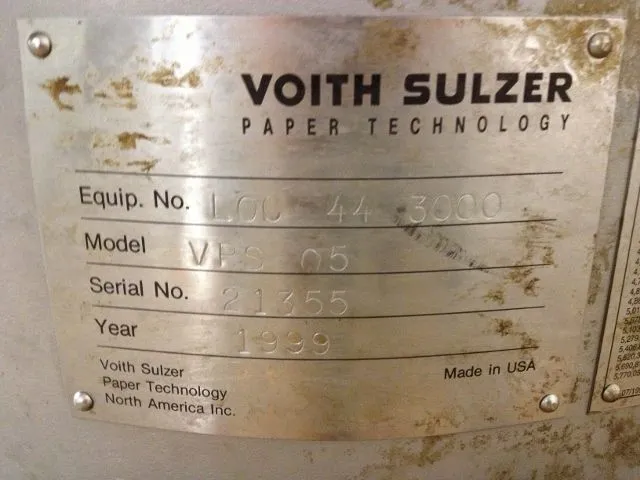 VOITH SULZER
PAPER TECHNOLOGY
Equip. No. LOC 44 3000
Model VPS 05
Serial No. 21355
Year 1999
Voith Sulzer
Paper Technology
North America Inc.
Made in USA